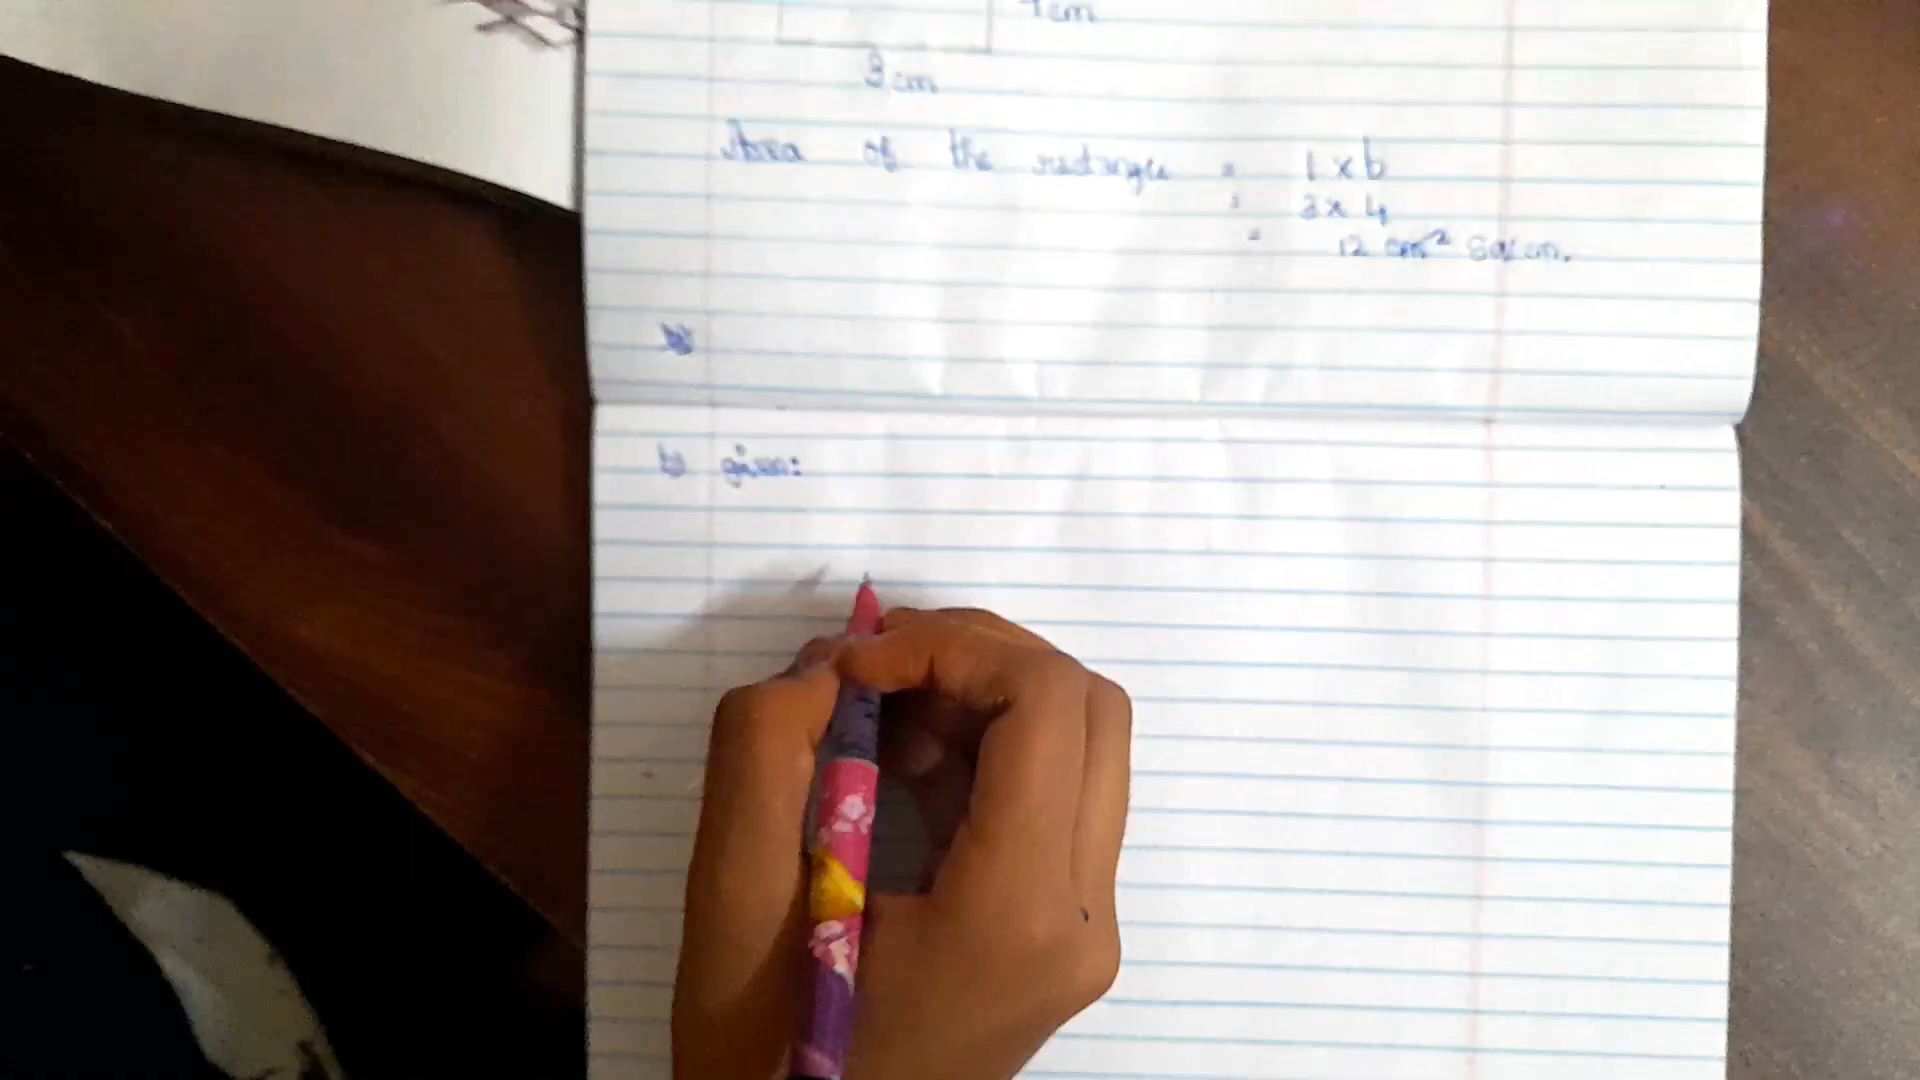 4cm
3cm
Area of the rectangle = l x b
= 3 x 4
= 12 cm² Sq cm.
b) given: